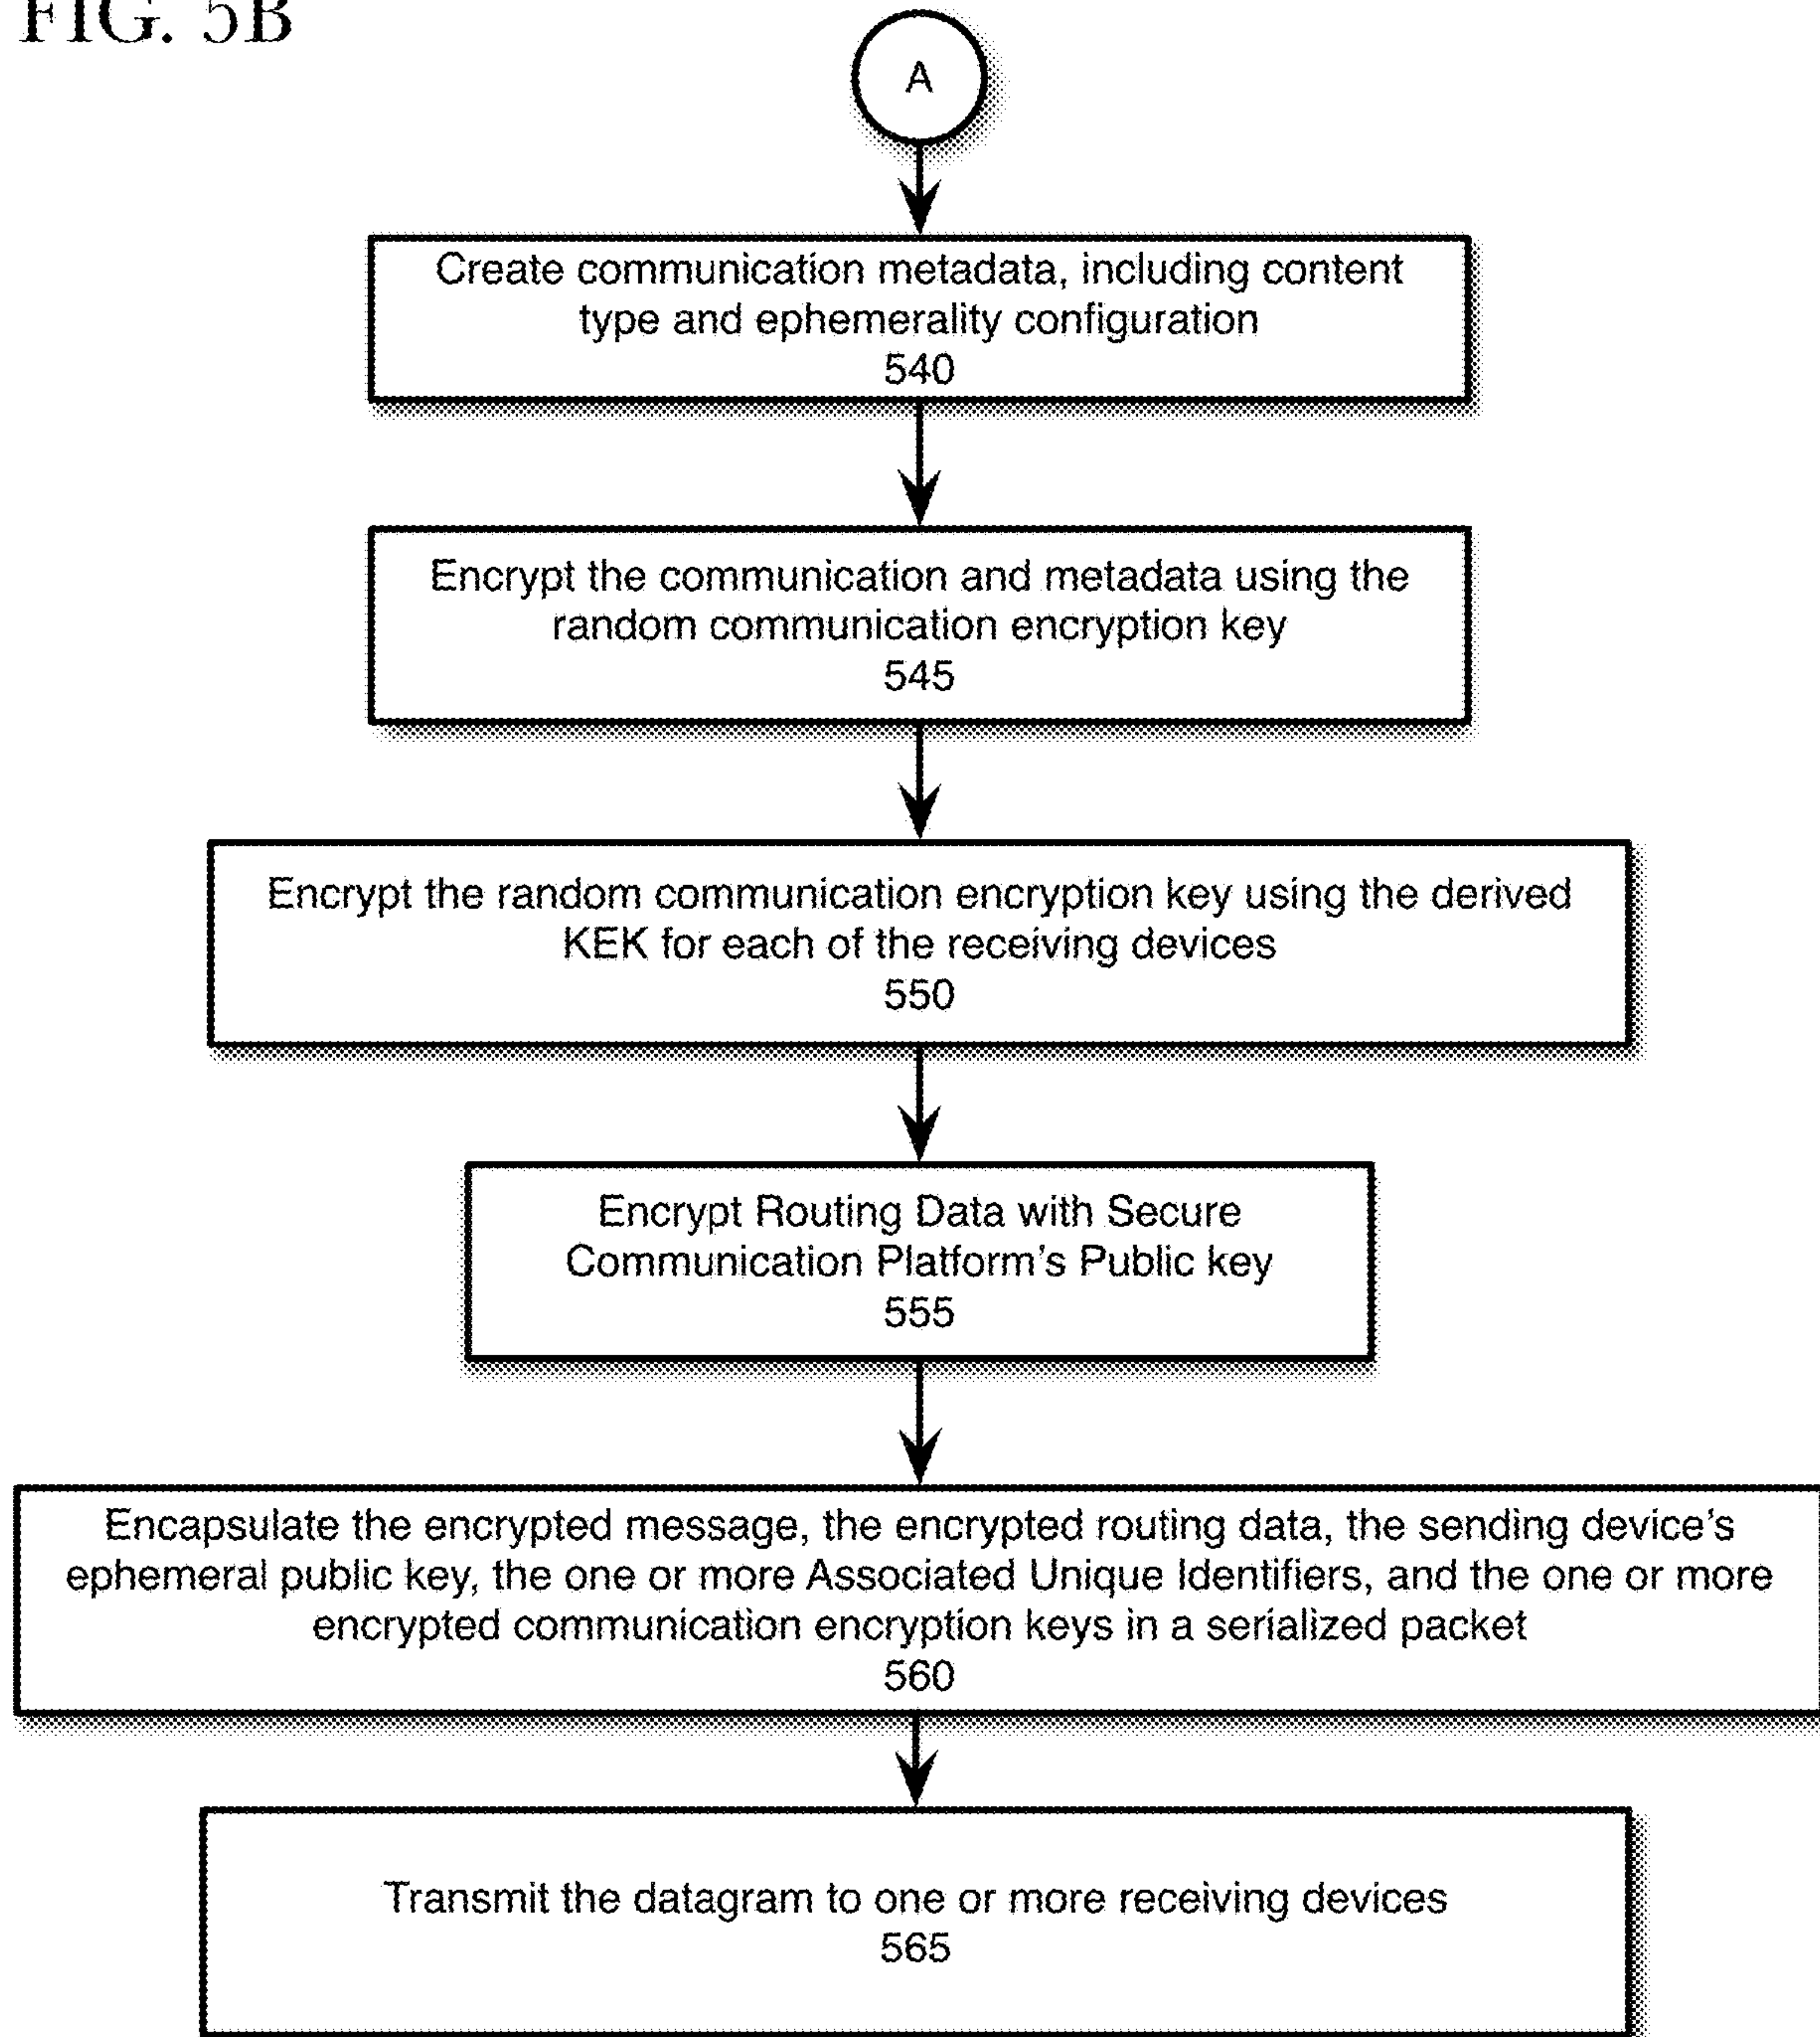 FIG. 5B
A
Create communication metadata, including content
type and ephemerality configuration
540
Encrypt the communication and metadata using the
random communication encryption key
545
Encrypt the random communication encryption key using the derived
KEK for each of the receiving devices
550
Encrypt Routing Data with Secure
Communication Platform's Public key
555
Encapsulate the encrypted message, the encrypted routing data, the sending device's
ephemeral public key, the one or more Associated Unique Identifiers, and the one or more
encrypted communication encryption keys in a serialized packet
560
Transmit the datagram to one or more receiving devices
565